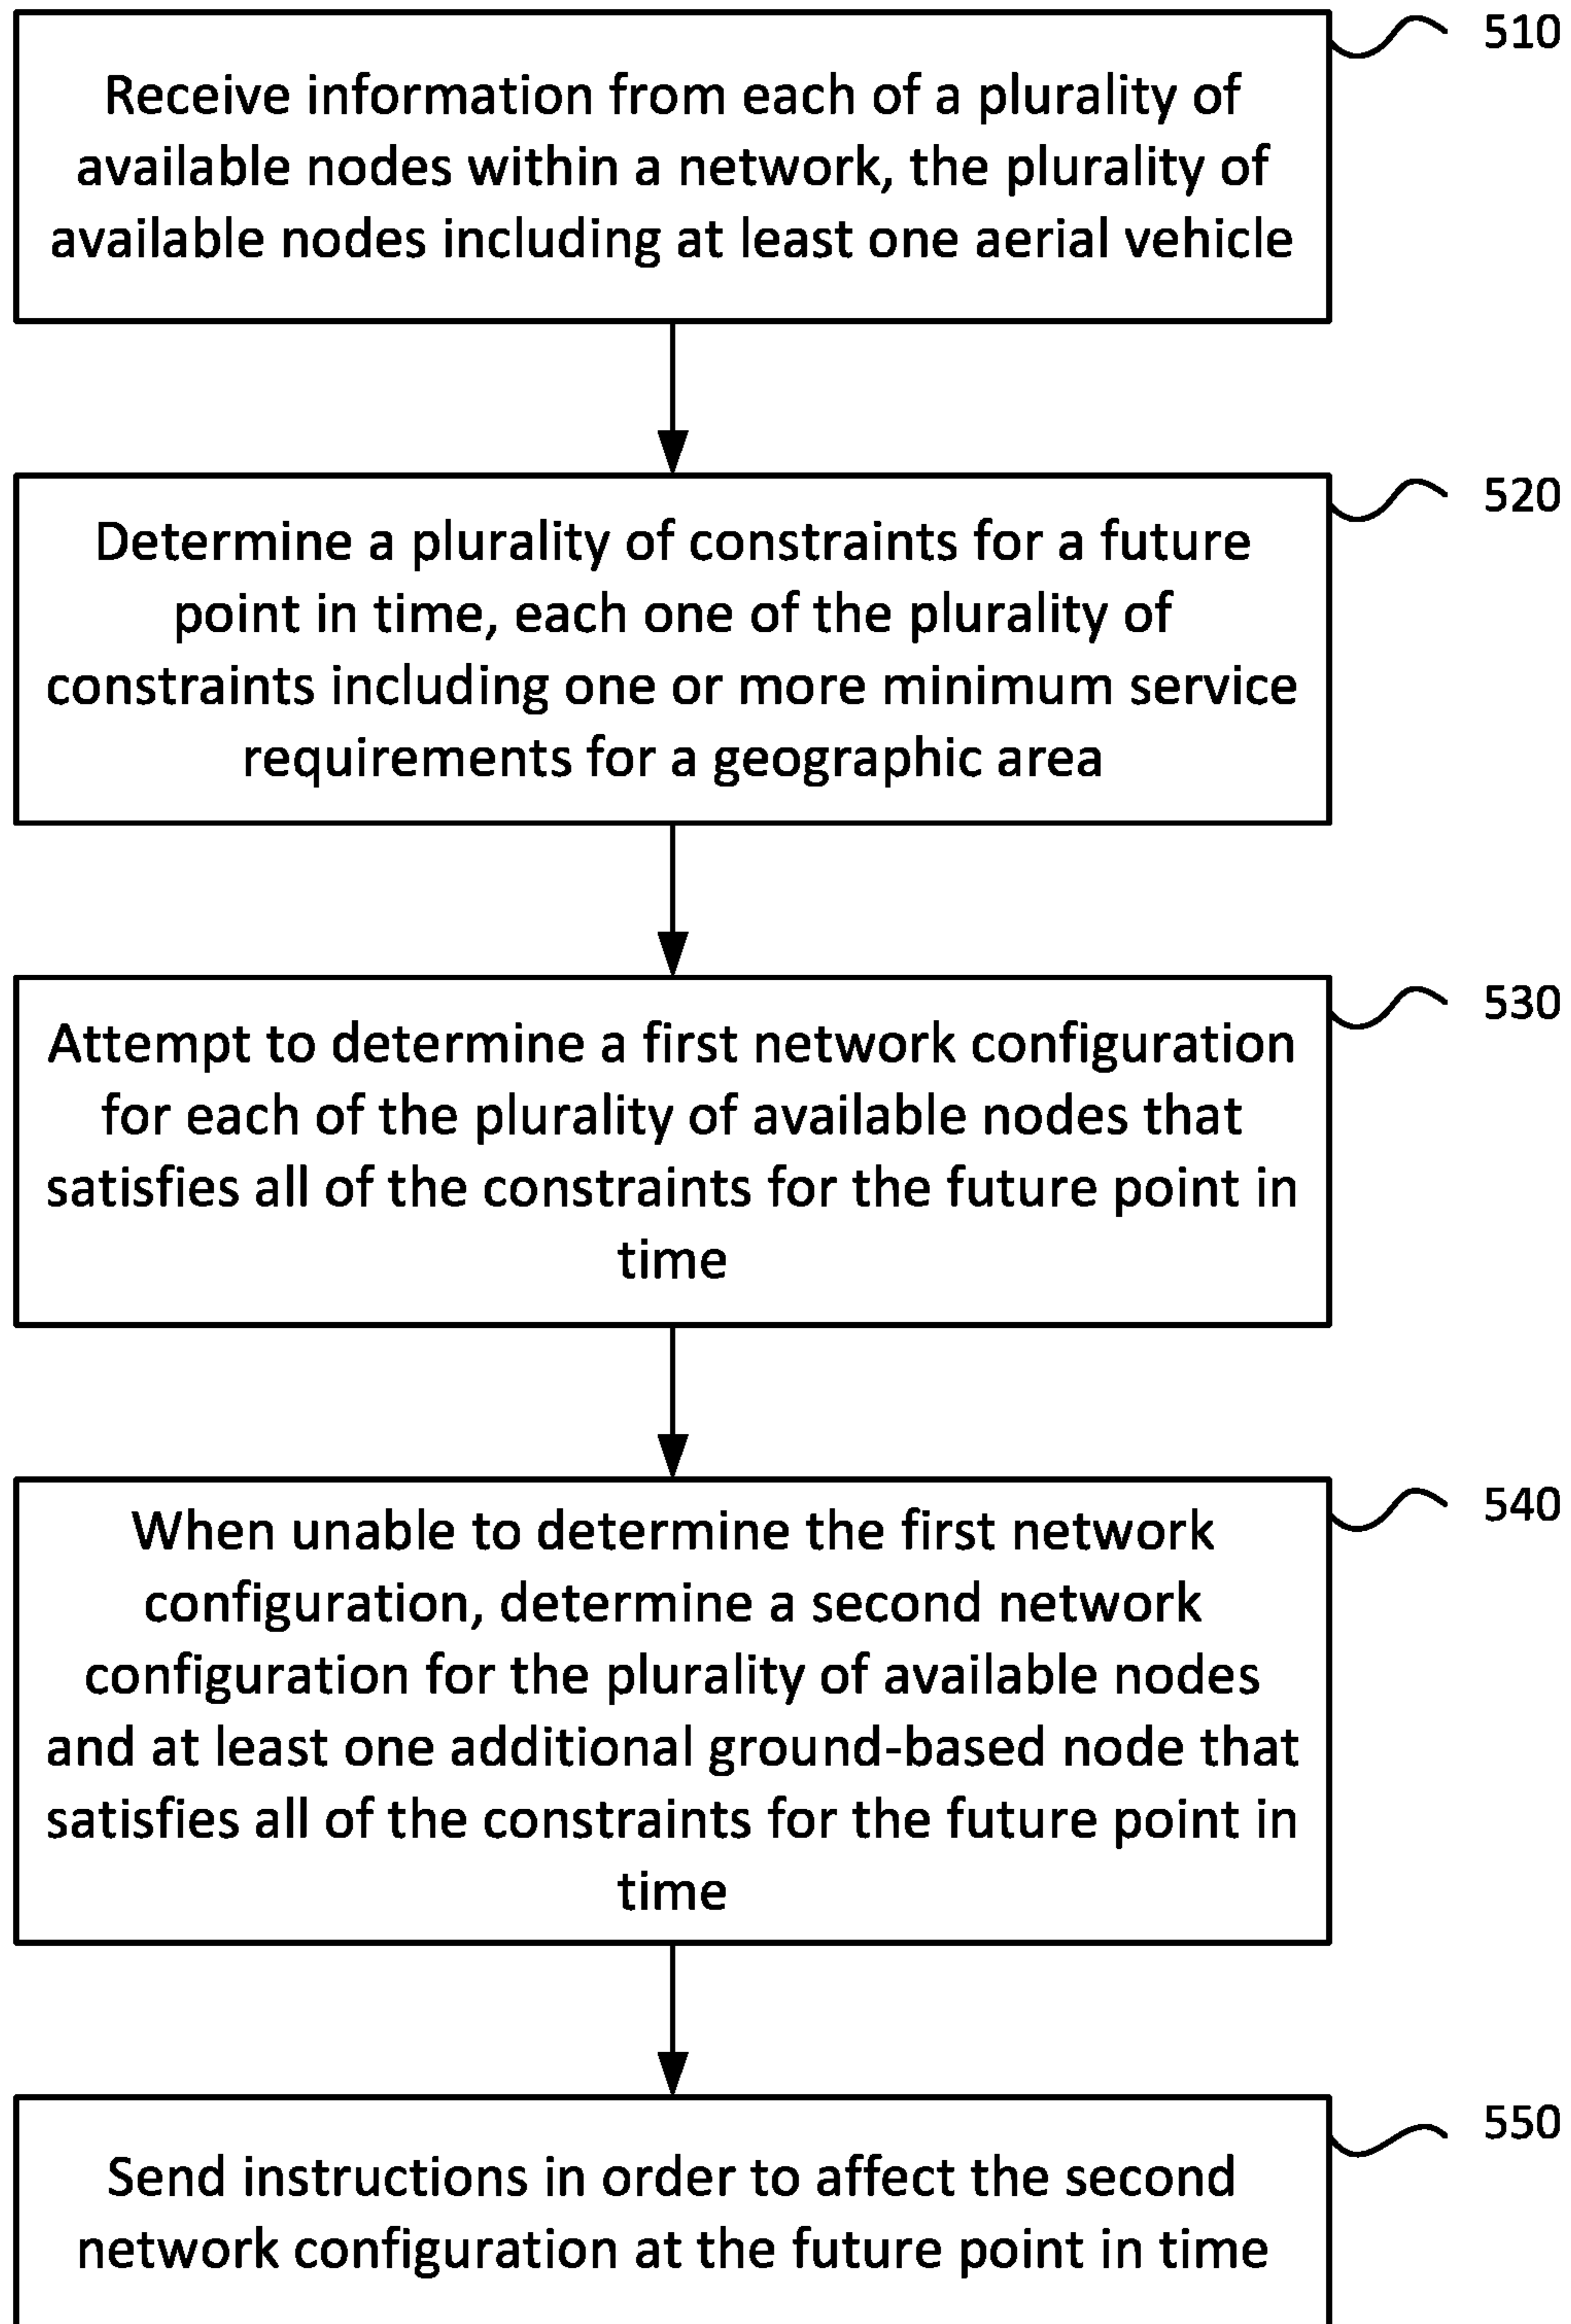 510
Receive information from each of a plurality of
available nodes within a network, the plurality of
available nodes including at least one aerial vehicle
520
Determine a plurality of constraints for a future
point in time, each one of the plurality of
constraints including one or more minimum service
requirements for a geographic area
530
Attempt to determine a first network configuration
for each of the plurality of available nodes that
satisfies all of the constraints for the future point in
time
540
When unable to determine the first network
configuration, determine a second network
configuration for the plurality of available nodes
and at least one additional ground-based node that
satisfies all of the constraints for the future point in
time
550
Send instructions in order to affect the second
network configuration at the future point in time